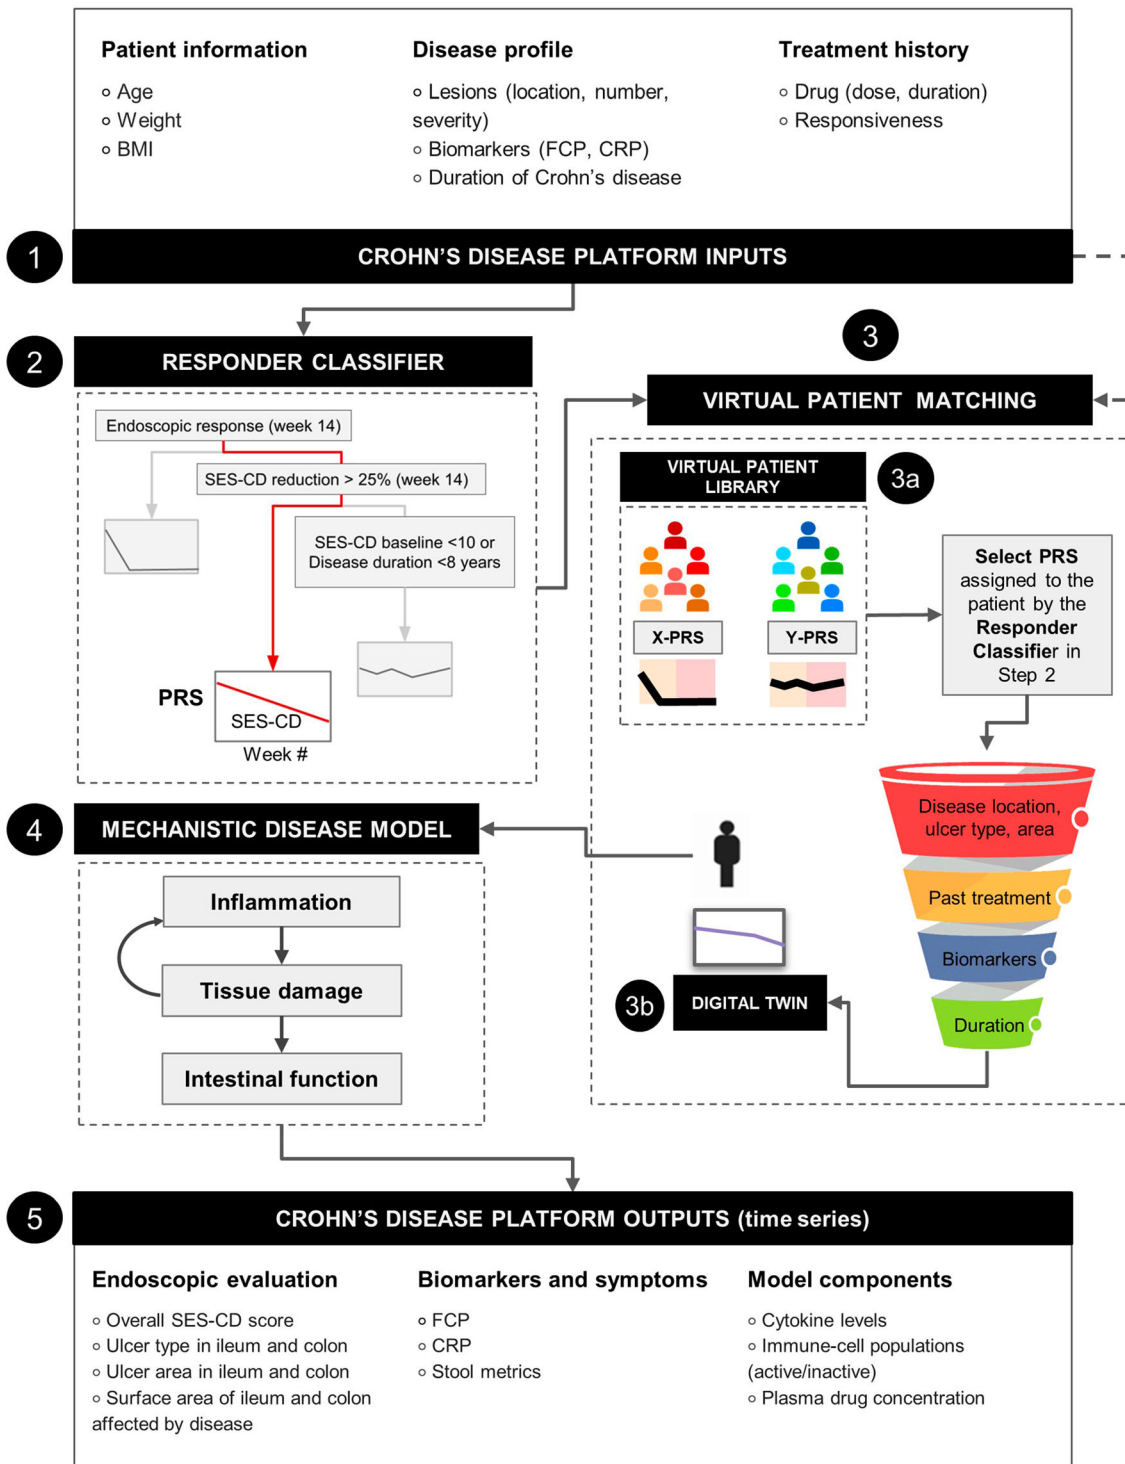 Patient information
○ Age
○ Weight
○ BMI
Disease profile
○ Lesions (location, number,
severity)
○ Biomarkers (FCP, CRP)
○ Duration of Crohn’s disease
Treatment history
○ Drug (dose, duration)
○ Responsiveness
1
CROHN’S DISEASE PLATFORM INPUTS
2
RESPONDER CLASSIFIER
Endoscopic response (week 14)
SES-CD reduction > 25% (week 14)
SES-CD baseline <10 or
Disease duration <8 years
PRS
SES-CD
Week #
3
VIRTUAL PATIENT MATCHING
VIRTUAL PATIENT
LIBRARY
3a
X-PRS
Y-PRS
Select PRS
assigned to the
patient by the
Responder
Classifier in
Step 2
Disease location,
ulcer type, area
Past treatment
Biomarkers
Duration
3b
DIGITAL TWIN
4
MECHANISTIC DISEASE MODEL
Inflammation
Tissue damage
Intestinal function
5
CROHN’S DISEASE PLATFORM OUTPUTS (time series)
Endoscopic evaluation
○ Overall SES-CD score
○ Ulcer type in ileum and colon
○ Ulcer area in ileum and colon
○ Surface area of ileum and colon
affected by disease
Biomarkers and symptoms
○ FCP
○ CRP
○ Stool metrics
Model components
○ Cytokine levels
○ Immune-cell populations
(active/inactive)
○ Plasma drug concentration